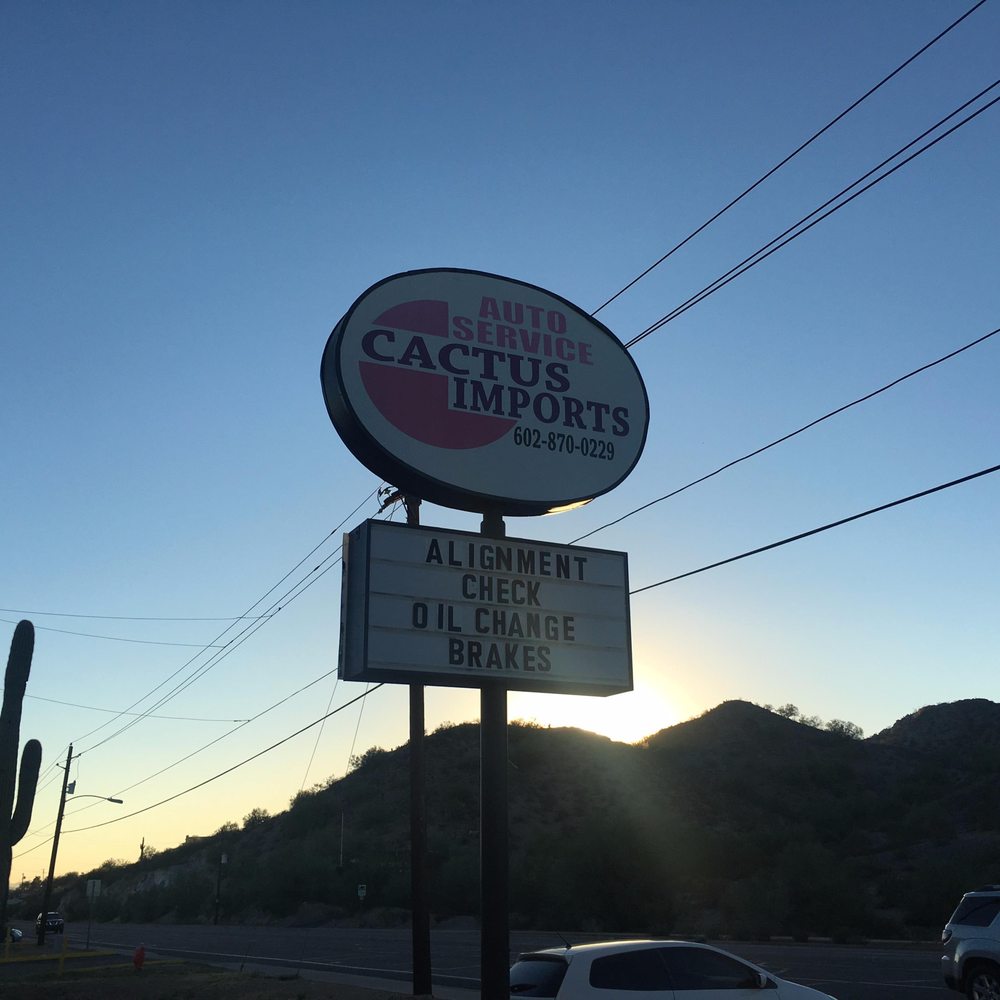 AUTO
SERVICE
CACTUS
IMPORTS
602-870-0229
ALIGNMENT
CHECK
OIL CHANGE
BRAKES